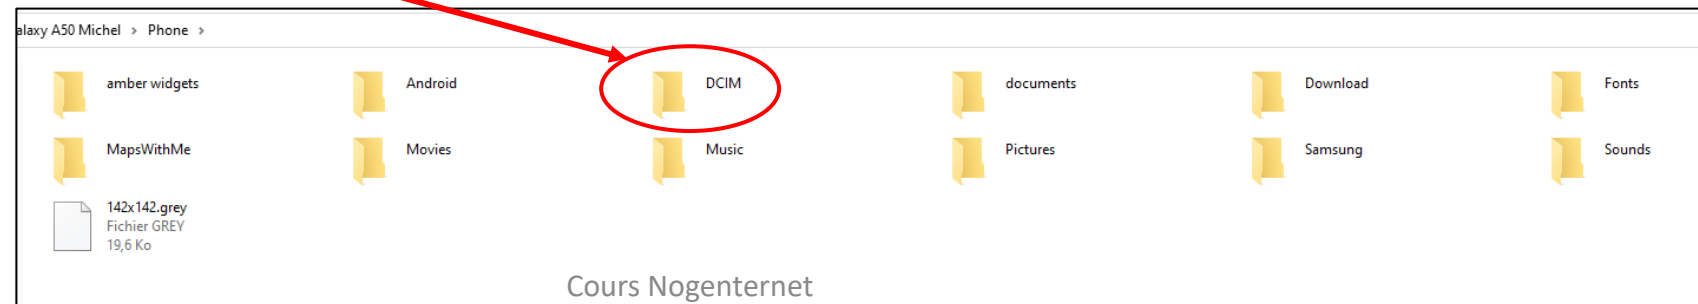 alaxy A50 Michel > Phone >
amber widgets Android DCIM documents Download Fonts
MapsWithMe Movies Music Pictures Samsung Sounds
142x142.grey
Fichier GREY
19,6 Ko
Cours Nogenternet